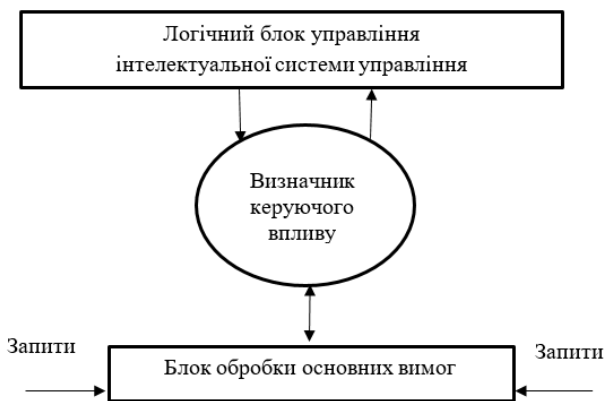 Логічний блок управління
інтелектуальної системи управління
Визначник
керуючого
впливу
Запити
Блок обробки основних вимог
Запити